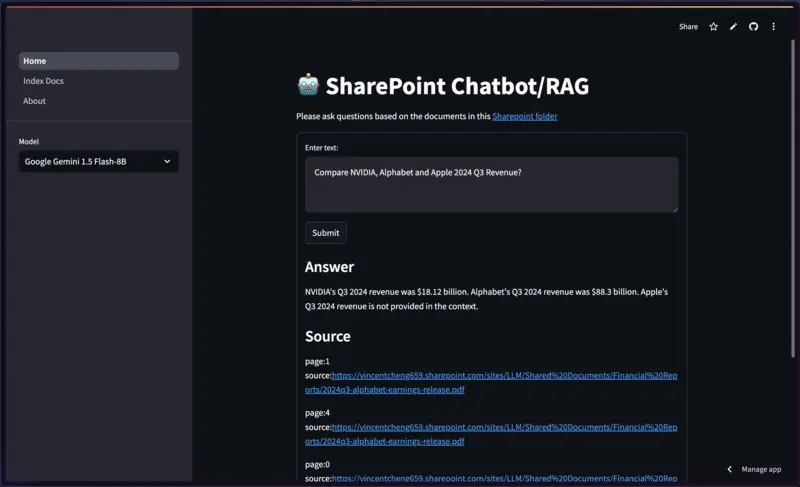 Share
Home
Index Docs
About
Model
Google Gemini 1.5 Flash-8B
SharePoint Chatbot/RAG
Please ask questions based on the documents in this Sharepoint folder
Enter text:
Compare NVIDIA, Alphabet and Apple 2024 Q3 Revenue?
Submit
Answer
NVIDIA's Q3 2024 revenue was $18.12 billion. Alphabet's Q3 2024 revenue was $88.3 billion. Apple's
Q3 2024 revenue is not provided in the context.
Source
page:1
source:https://vincentcheng659.sharepoint.com/sites/LLM/Shared%20Documents/Financial%20Rep
orts/2024q3-alphabet-earnings-release.pdf
page:4
source:https://vincentcheng659.sharepoint.com/sites/LLM/Shared%20Documents/Financial%20Rep
orts/2024q3-alphabet-earnings-release.pdf
page:0
source:https://vincentcheng659.sharepoint.com/sites/LLM/Shared%20Documents/Financial%20Rep
Manage app